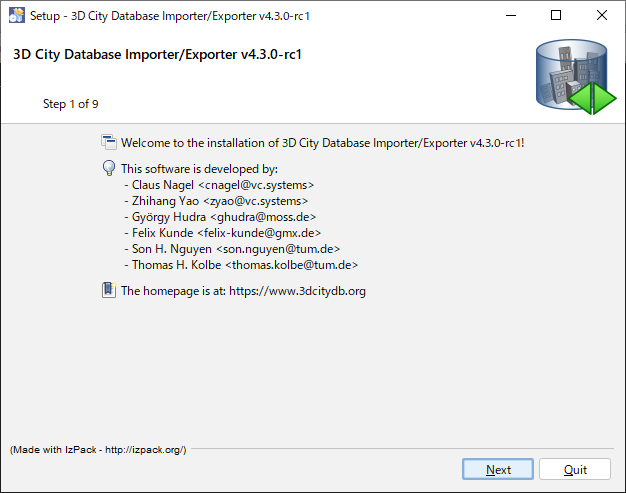 Setup - 3D City Database Importer/Exporter v4.3.0-rc1
3D City Database Importer/Exporter v4.3.0-rc1
Step 1 of 9
Welcome to the installation of 3D City Database Importer/Exporter v4.3.0-rc1!
This software is developed by:
- Claus Nagel <cnagel@vc.systems>
- Zhihang Yao <zyao@vc.systems>
- György Hudra <ghudra@moss.de>
- Felix Kunde <felix-kunde@gmx.de>
- Son H. Nguyen <son.nguyen@tum.de>
- Thomas H. Kolbe <thomas.kolbe@tum.de>
The homepage is at: https://www.3dcitydb.org
(Made with IzPack - http://izpack.org/)
Next
Quit